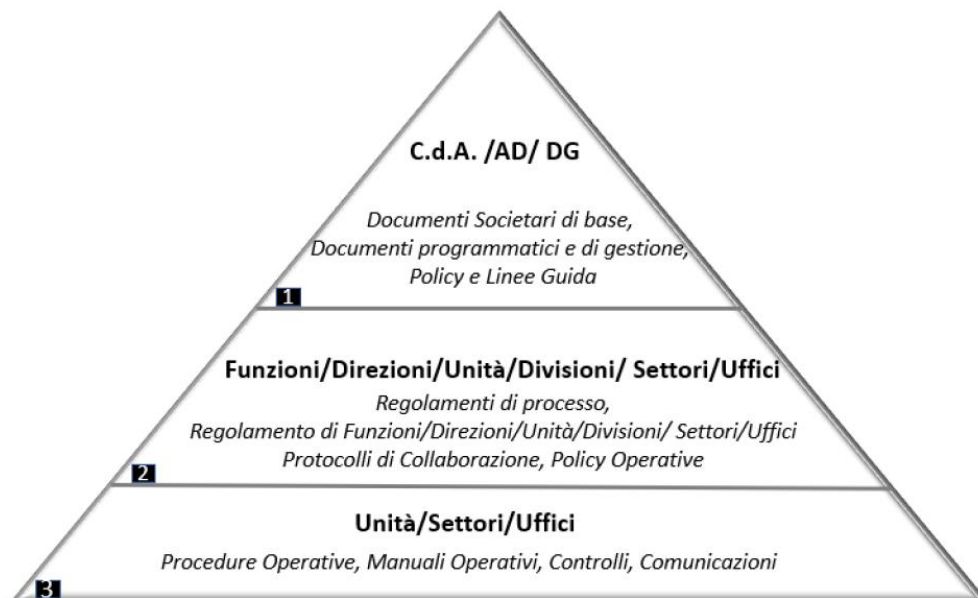 C.d.A. /AD/ DG
Documenti Societari di base,
Documenti programmatici e di gestione,
Policy e Linee Guida
1
Funzioni/Direzioni/Unità/Divisioni/ Settori/Uffici
Regolamenti di processo,
Regolamento di Funzioni/Direzioni/Unità/Divisioni/ Settori/Uffici
Protocolli di Collaborazione, Policy Operative
2
Unità/Settori/Uffici
Procedure Operative, Manuali Operativi, Controlli, Comunicazioni
3